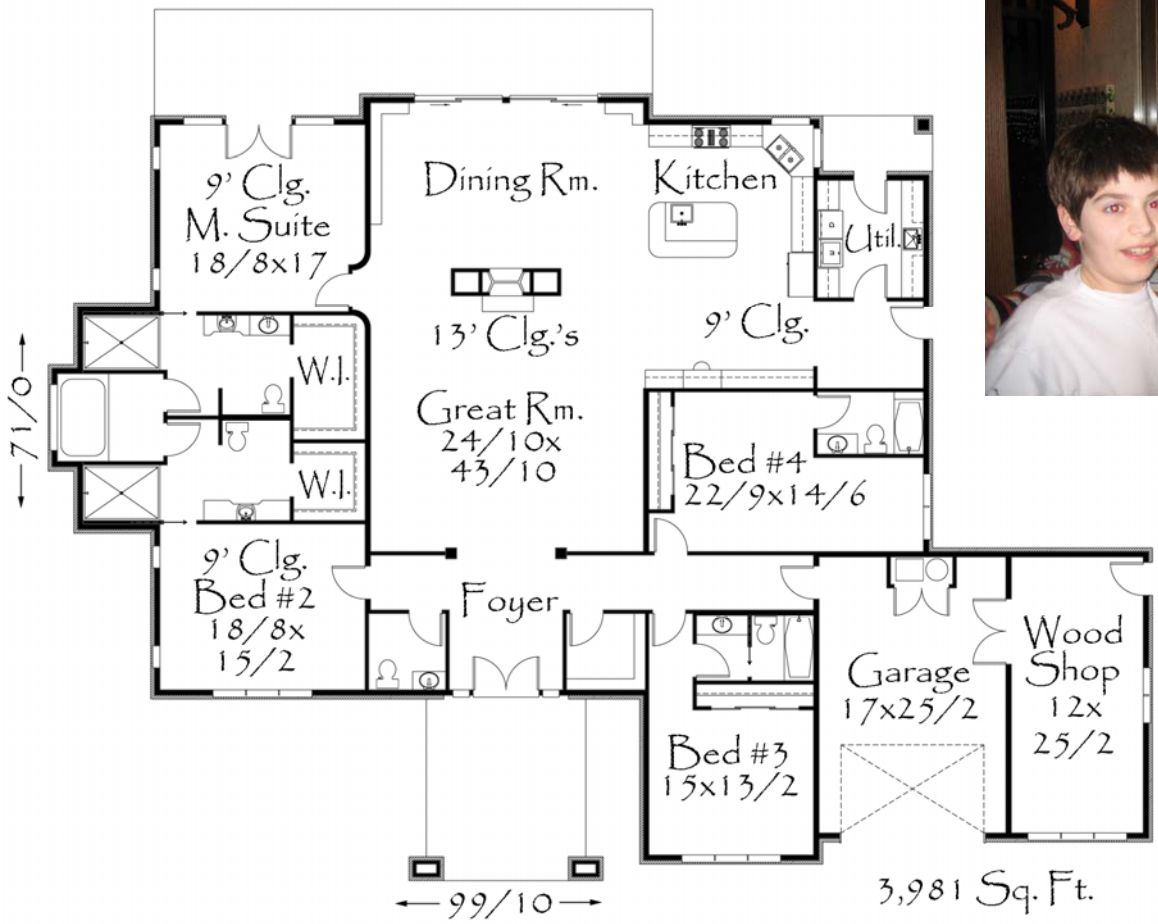 9' Clg.
M. Suite
18/8x17
Dining Rm.
Kitchen
Util.
13' Clg.'s
9' Clg.
W.I.
Great Rm.
24/10x
43/10
71/0
W.I.
Bed #4
22/9x14/6
9' Clg.
Bed #2
18/8x
15/2
Foyer
Wood
Shop
12x
25/2
Garage
17x25/2
Bed #3
15x13/2
99/10
3,981 Sq. Ft.